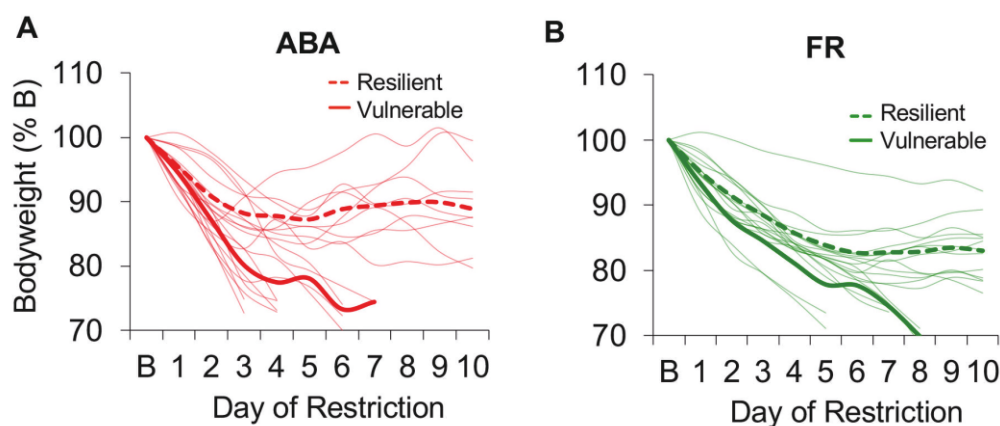 A
ABA
Bodyweight (% B)
110
100
90
80
70
Resilient
Vulnerable
B 1 2 3 4 5 6 7 8 9 10
Day of Restriction
B
FR
110
100
90
80
70
Resilient
Vulnerable
B 1 2 3 4 5 6 7 8 9 10
Day of Restriction